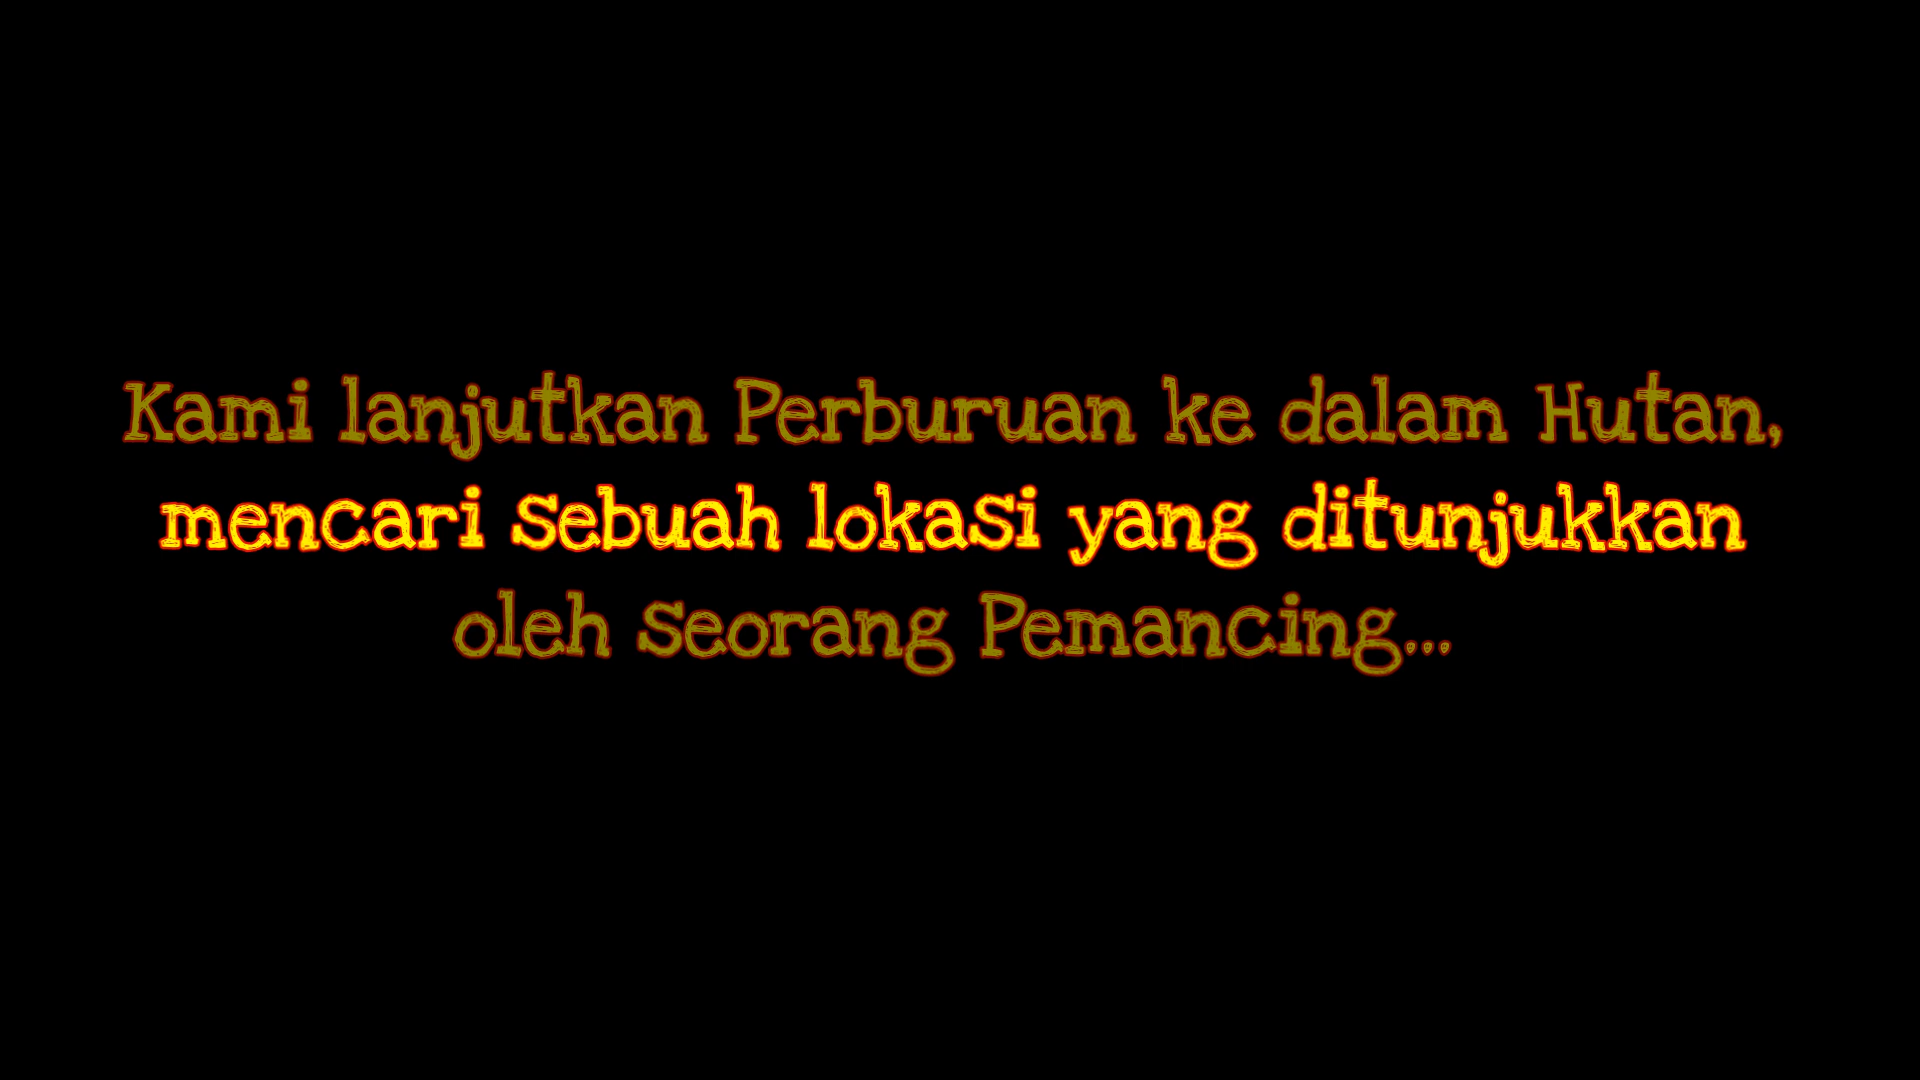 Kami lanjutkan Perburuan ke dalam Hutan,
mencari sebuah lokasi yang ditunjukkan
oleh seorang Pemancing...